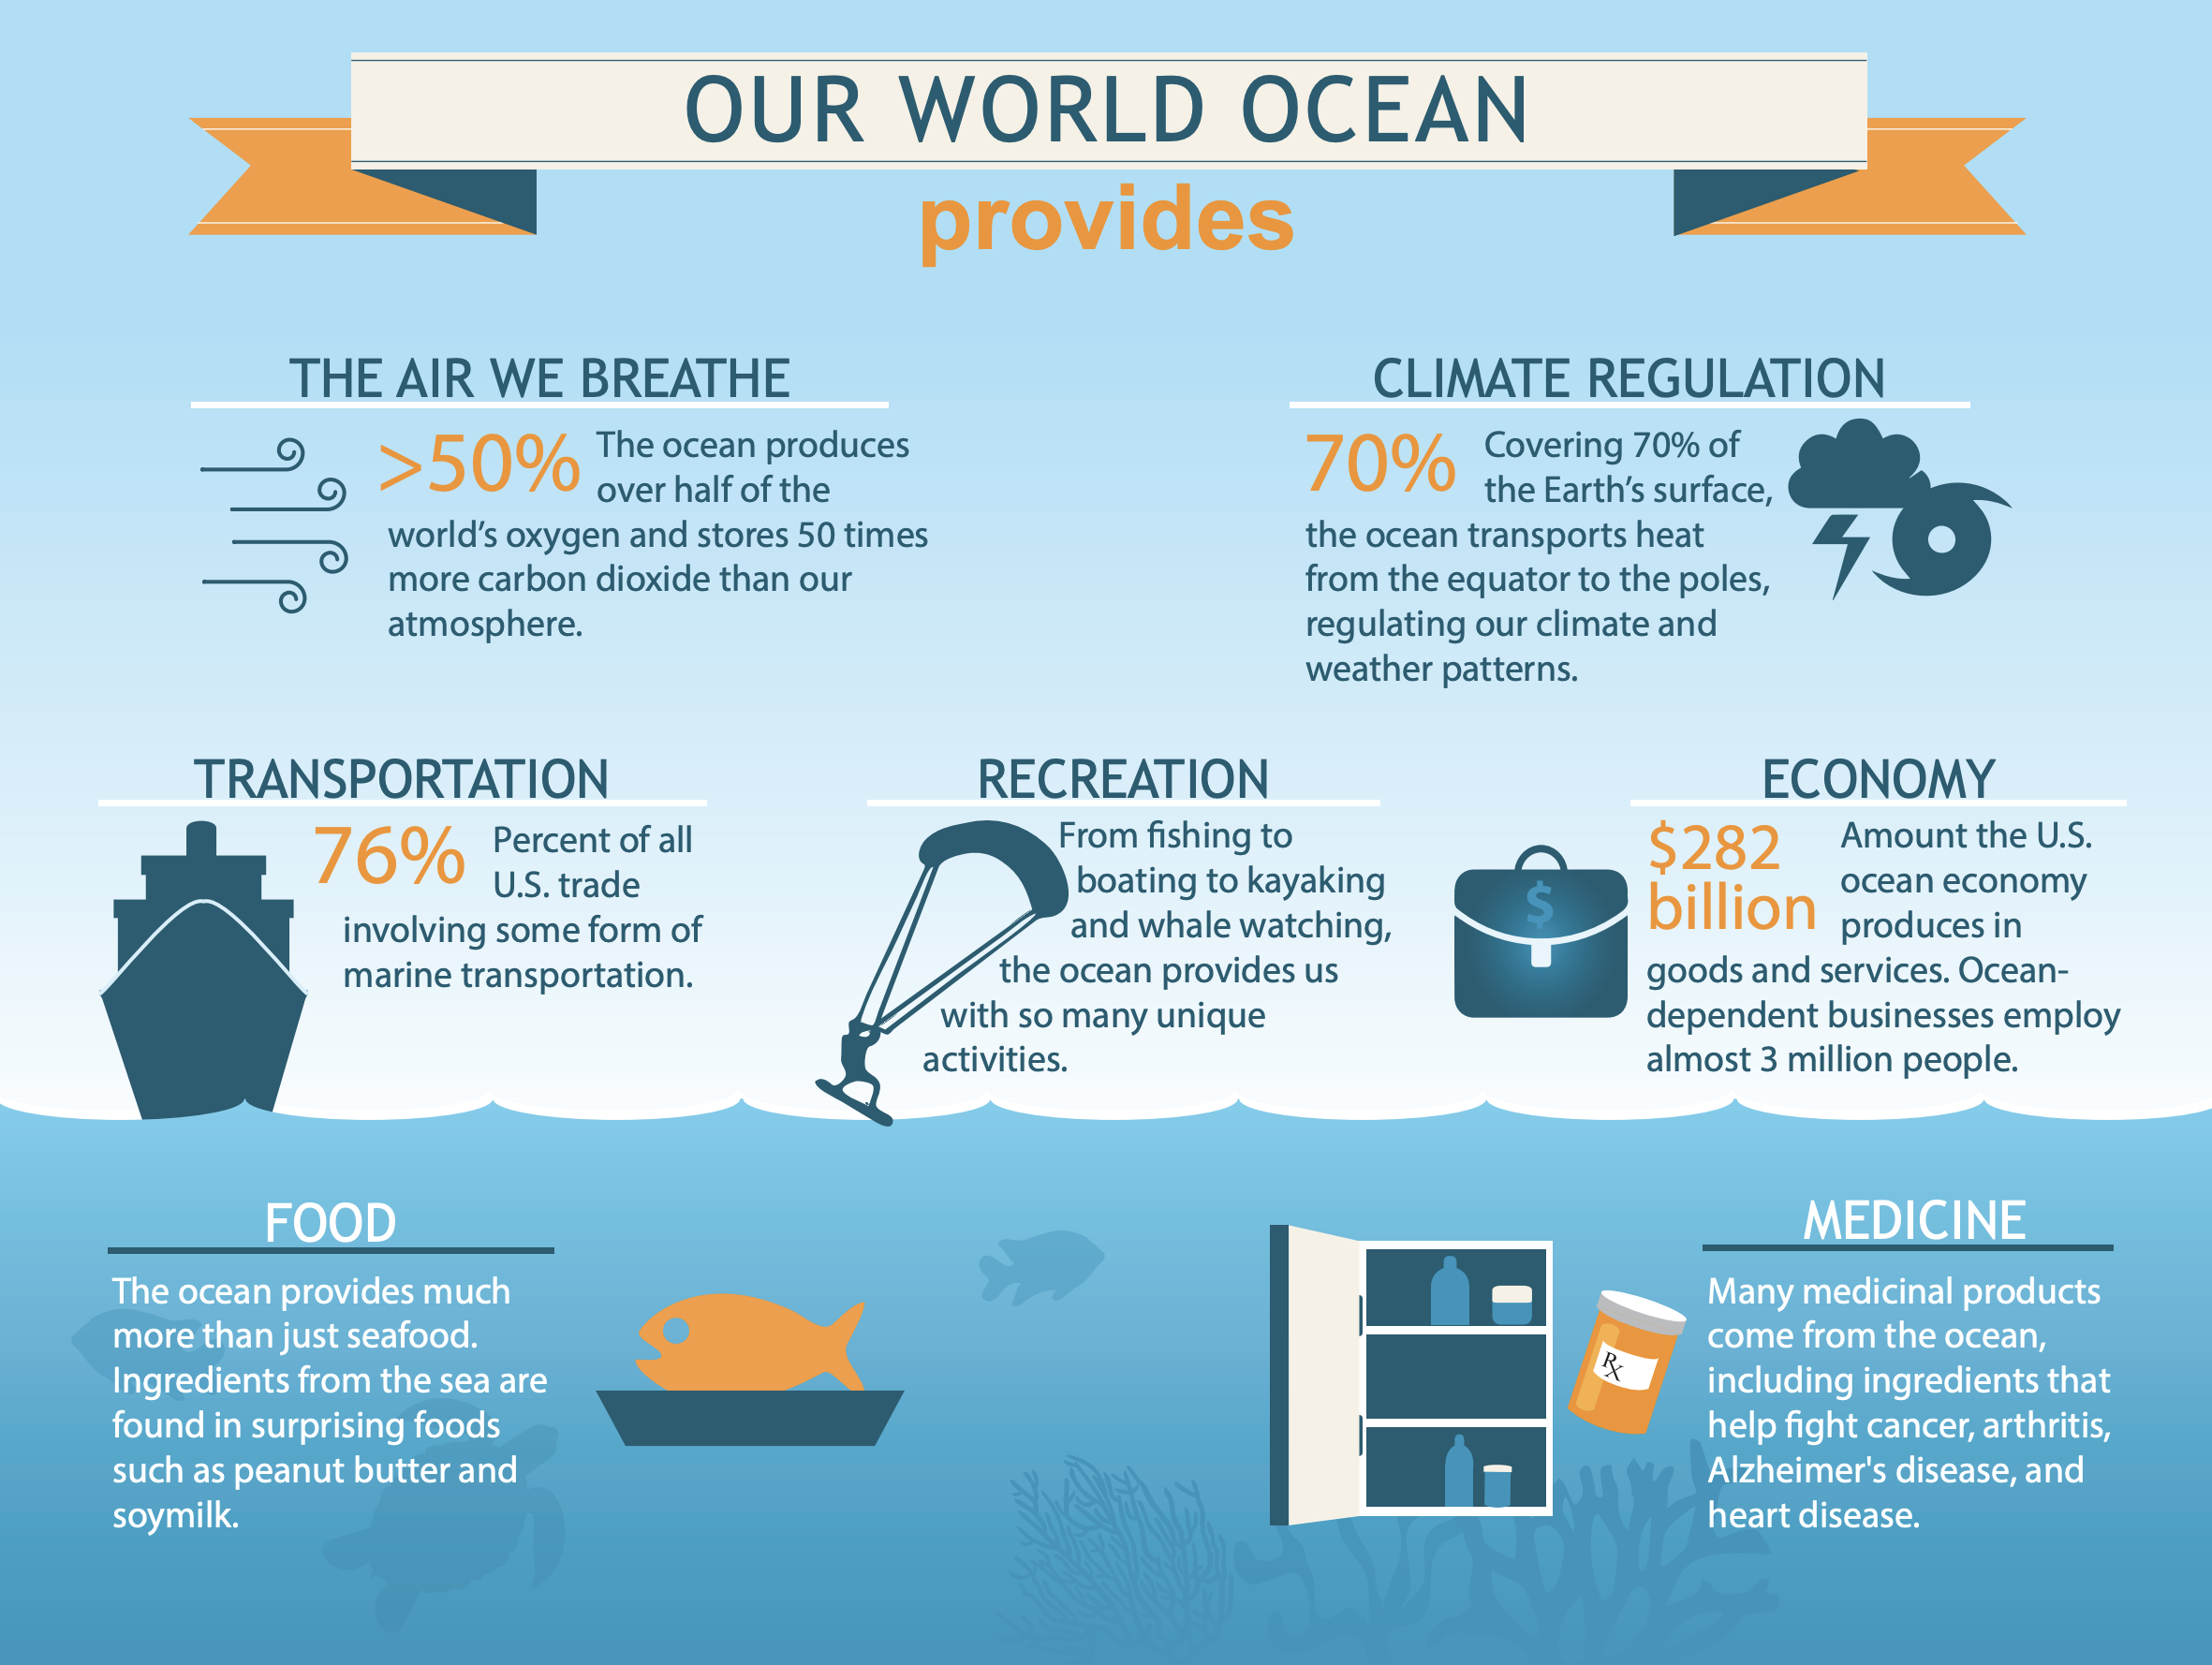 OUR WORLD OCEAN
provides
THE AIR WE BREATHE
>50% The ocean produces
over half of the
world's oxygen and stores 50 times
more carbon dioxide than our
atmosphere.
CLIMATE REGULATION
70% Covering 70% of
the Earth's surface,
the ocean transports heat
from the equator to the poles,
regulating our climate and
weather patterns.
TRANSPORTATION
76% Percent of all
U.S. trade
involving some form of
marine transportation.
RECREATION
From fishing to
boating to kayaking
and whale watching,
the ocean provides us
with so many unique
activities.
ECONOMY
$
$282
billion
Amount the U.S.
ocean economy
produces in
goods and services. Ocean-
dependent businesses employ
almost 3 million people.
FOOD
The ocean provides much
more than just seafood.
Ingredients from the sea are
found in surprising foods
such as peanut butter and
soymilk.
MEDICINE
Rx
Many medicinal products
come from the ocean,
including ingredients that
help fight cancer, arthritis,
Alzheimer's disease, and
heart disease.